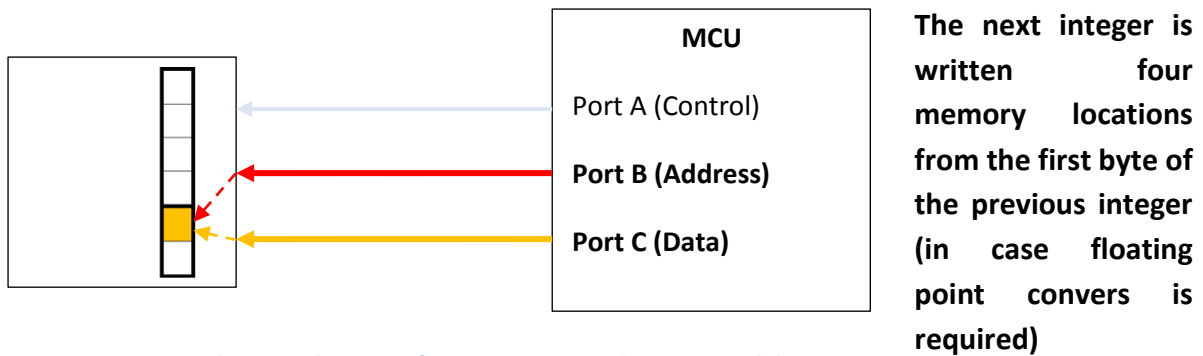 MCU
Port A (Control)
Port B (Address)
Port C (Data)
The next integer is
written four
memory locations
from the first byte of
the previous integer
(in case floating
point convers is
required)